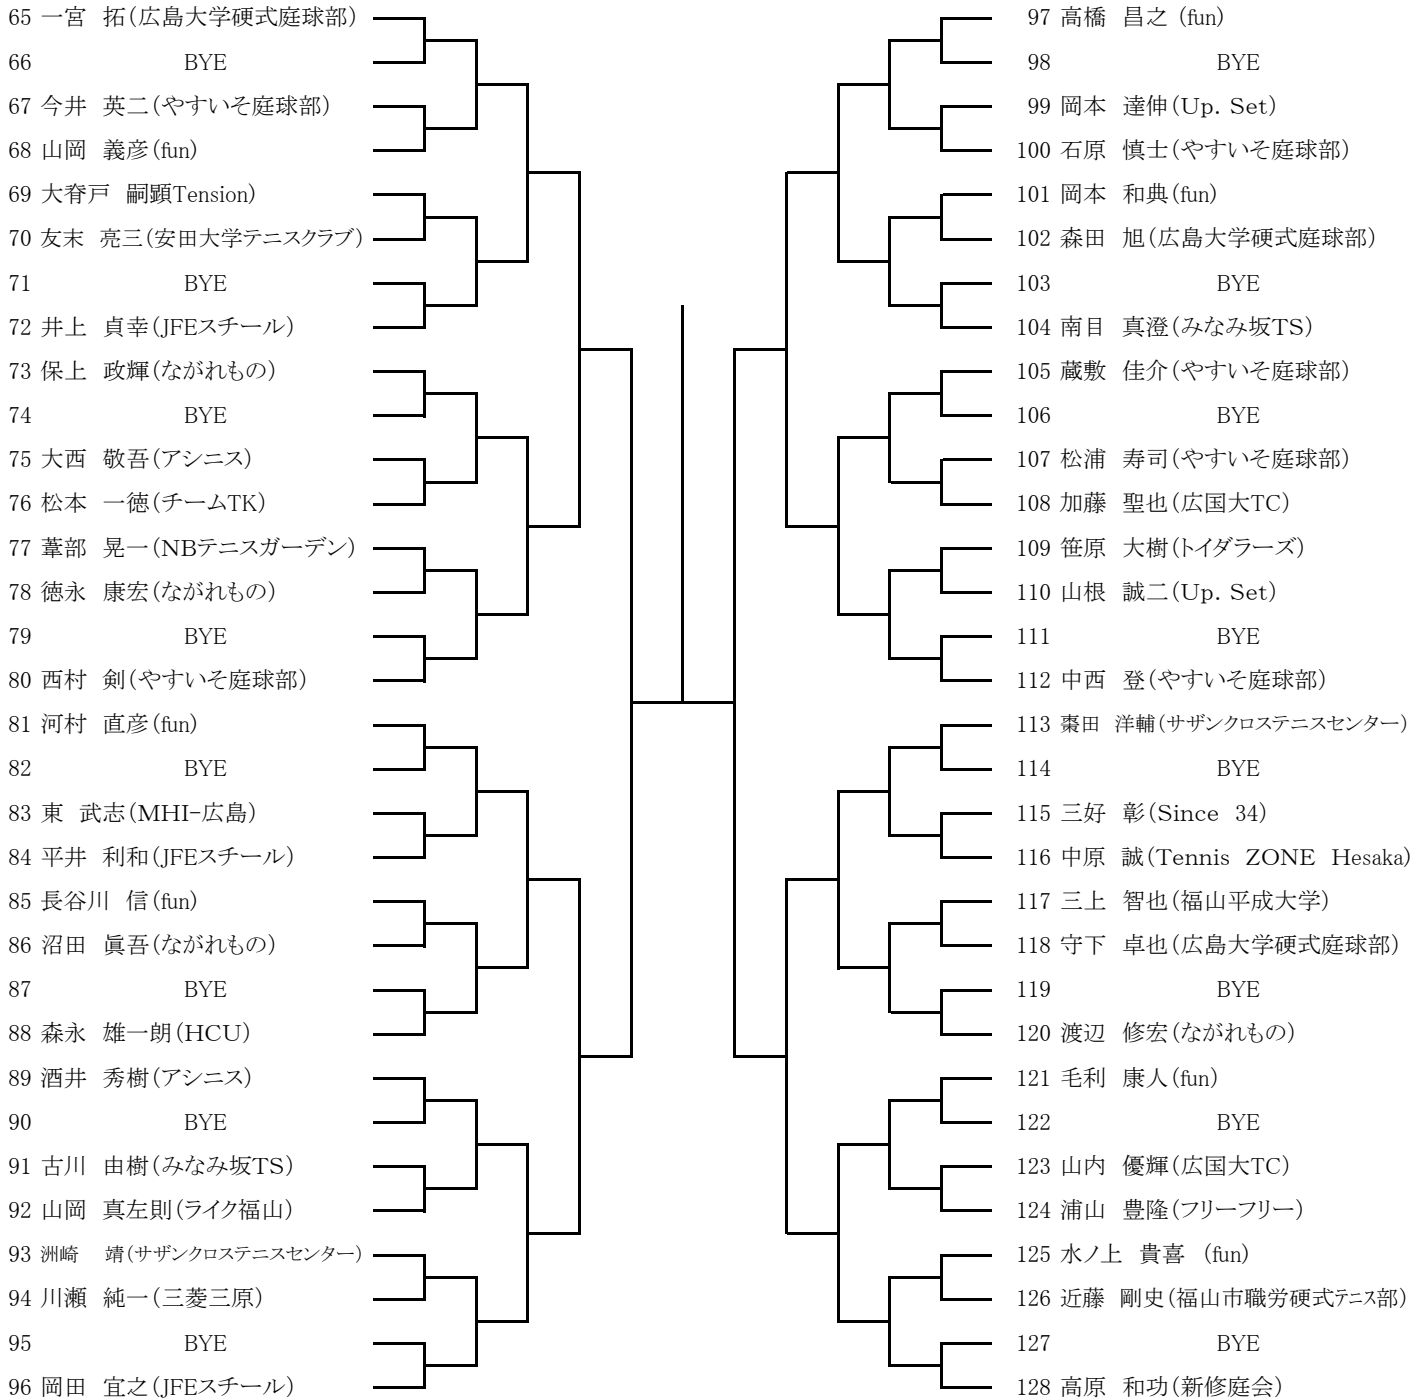 65 一宮　拓(広島大学硬式庭球部)
66 BYE
67 今井　英二(やすいそ庭球部)
68 山岡　義彦(fun)
69 大脊戸　嗣顕Tension)
70 友末　亮三(安田大学テニスクラブ)
71 BYE
72 井上　貞幸(JFEスチール)
73 保上　政輝(ながれもの)
74 BYE
75 大西　敬吾(アシニス)
76 松本　一徳(チームTK)
77 葦部　晃一(NBテニスガーデン)
78 徳永　康宏(ながれもの)
79 BYE
80 西村　剣(やすいそ庭球部)
81 河村　直彦(fun)
82 BYE
83 東　武志(MHI-広島)
84 平井　利和(JFEスチール)
85 長谷川　信(fun)
86 沼田　眞吾(ながれもの)
87 BYE
88 森永　雄一朗(HCU)
89 酒井　秀樹(アシニス)
90 BYE
91 古川　由樹(みなみ坂TS)
92 山岡　真左則(ライク福山)
93 洲崎　靖(サザンクロステニスセンター)
94 川瀬　純一(三菱三原)
95 BYE
96 岡田　宜之(JFEスチール)
97 高橋　昌之 (fun)
98 BYE
99 岡本　達伸(Up. Set)
100 石原　慎士(やすいそ庭球部)
101 岡本　和典(fun)
102 森田　旭(広島大学硬式庭球部)
103 BYE
104 南目　真澄(みなみ坂TS)
105 蔵敷　佳介(やすいそ庭球部)
106 BYE
107 松浦　寿司(やすいそ庭球部)
108 加藤　聖也(広国大TC)
109 笹原　大樹(トイダラーズ)
110 山根　誠二(Up. Set)
111 BYE
112 中西　登(やすいそ庭球部)
113 棗田　洋輔(サザンクロステニスセンター)
114 BYE
115 三好　彰(Since　34)
116 中原　誠(Tennis　ZONE　Hesaka)
117 三上　智也(福山平成大学)
118 守下　卓也(広島大学硬式庭球部)
119 BYE
120 渡辺　修宏(ながれもの)
121 毛利　康人(fun)
122 BYE
123 山内　優輝(広国大TC)
124 浦山　豊隆(フリーフリー)
125 水ノ上　貴喜　(fun)
126 近藤　剛史(福山市職労硬式テニス部)
127 BYE
128 高原　和功(新修庭会)